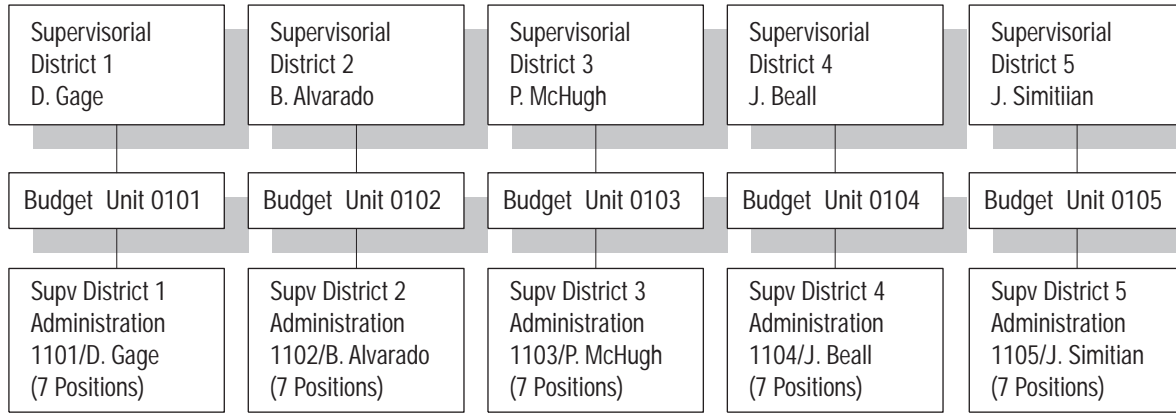 Supervisorial
District 1
D. Gage
Supervisorial
District 2
B. Alvarado
Supervisorial
District 3
P. McHugh
Supervisorial
District 4
J. Beall
Supervisorial
District 5
J. Simitiian
Budget Unit 0101
Budget Unit 0102
Budget Unit 0103
Budget Unit 0104
Budget Unit 0105
Supv District 1
Administration
1101/D. Gage
(7 Positions)
Supv District 2
Administration
1102/B. Alvarado
(7 Positions)
Supv District 3
Administration
1103/P. McHugh
(7 Positions)
Supv District 4
Administration
1104/J. Beall
(7 Positions)
Supv District 5
Administration
1105/J. Simitian
(7 Positions)